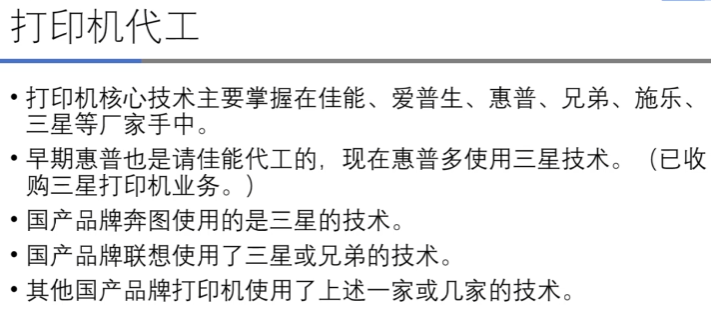 打印机代工
• 打印机核心技术主要掌握在佳能、爱普生、惠普、兄弟、施乐、
三星等厂家手中。
• 早期惠普也是请佳能代工的，现在惠普多使用三星技术。（已收
购三星打印机业务。）
• 国产品牌奔图使用的是三星的技术。
• 国产品牌联想使用了三星或兄弟的技术。
• 其他国产品牌打印机使用了上述一家或几家的技术。